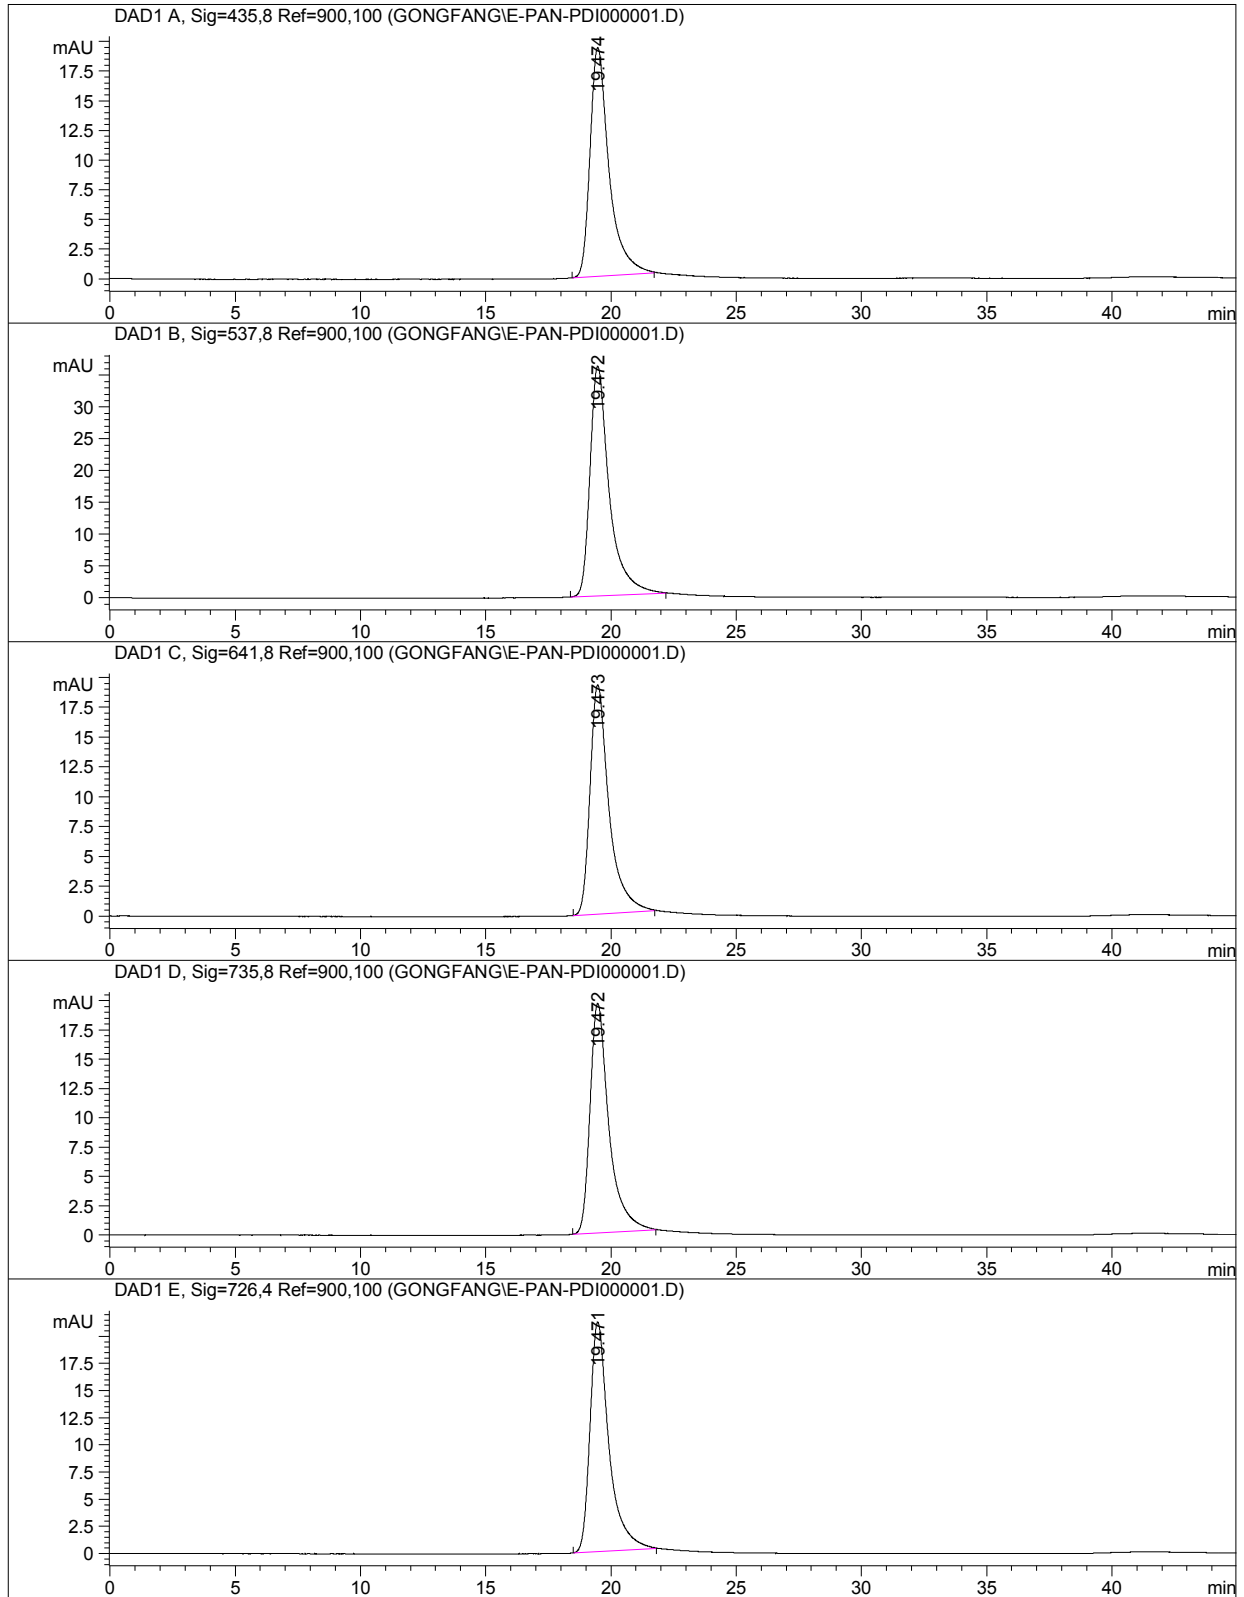 DAD1 A, Sig=435,8 Ref=900,100 (GONGFANG\E-PAN-PDI000001.D)
mAU
19.474
17.5
15
12.5
10
7.5
5
2.5
0
0 5 10 15 20 25 30 35 40 min
DAD1 B, Sig=537,8 Ref=900,100 (GONGFANG\E-PAN-PDI000001.D)
mAU
19.472
30
25
20
15
10
5
0
0 5 10 15 20 25 30 35 40 min
DAD1 C, Sig=641,8 Ref=900,100 (GONGFANG\E-PAN-PDI000001.D)
mAU
19.473
17.5
15
12.5
10
7.5
5
2.5
0
0 5 10 15 20 25 30 35 40 min
DAD1 D, Sig=735,8 Ref=900,100 (GONGFANG\E-PAN-PDI000001.D)
mAU
19.472
17.5
15
12.5
10
7.5
5
2.5
0
0 5 10 15 20 25 30 35 40 min
DAD1 E, Sig=726,4 Ref=900,100 (GONGFANG\E-PAN-PDI000001.D)
mAU
19.471
17.5
15
12.5
10
7.5
5
2.5
0
0 5 10 15 20 25 30 35 40 min